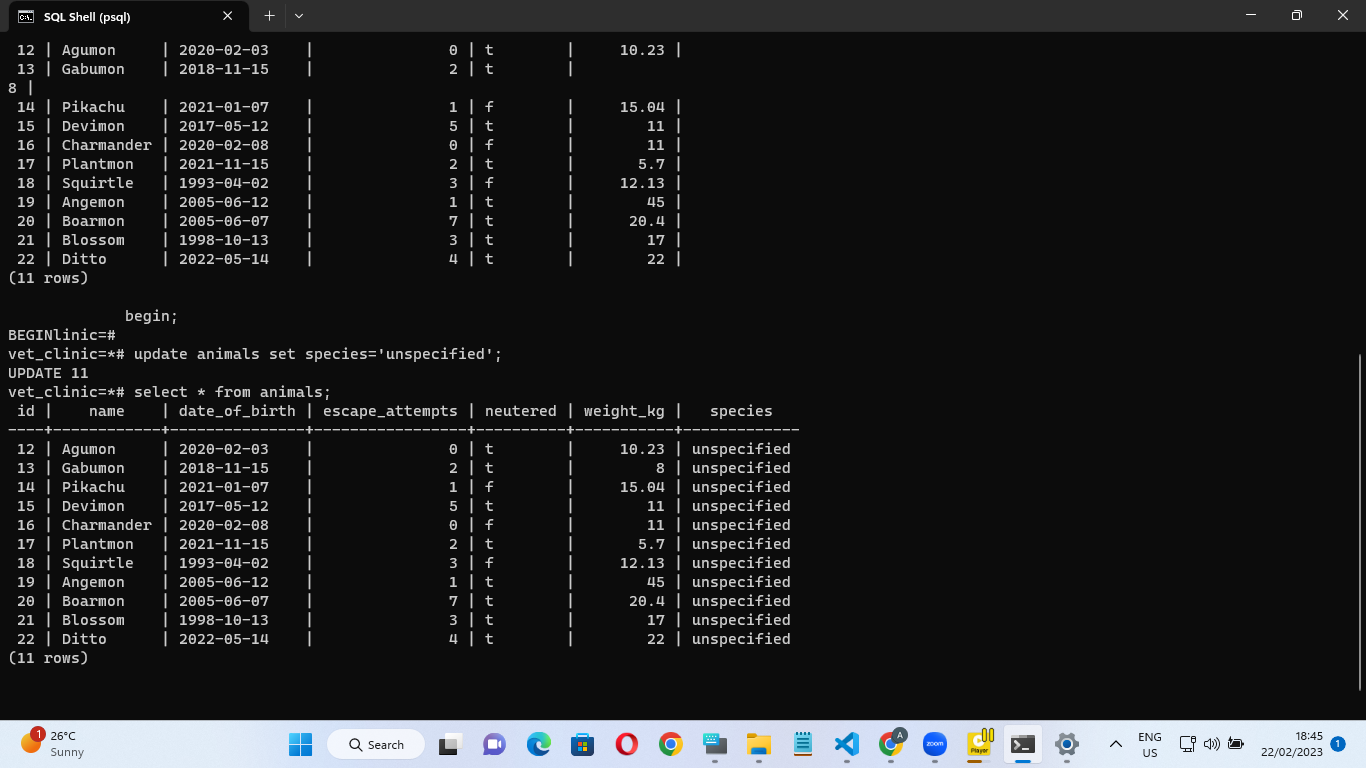 SQL Shell (psql)
 12 | Agumon     | 2020-02-03    |               0 | t        |     10.23 |
 13 | Gabumon    | 2018-11-15    |               2 | t        |
8 |
 14 | Pikachu    | 2021-01-07    |               1 | f        |     15.04 |
 15 | Devimon    | 2017-05-12    |               5 | t        |        11 |
 16 | Charmander | 2020-02-08    |               0 | f        |        11 |
 17 | Plantmon   | 2021-11-15    |               2 | t        |       5.7 |
 18 | Squirtle   | 1993-04-02    |               3 | f        |     12.13 |
 19 | Angemon    | 2005-06-12    |               1 | t        |        45 |
 20 | Boarmon    | 2005-06-07    |               7 | t        |      20.4 |
 21 | Blossom    | 1998-10-13    |               3 | t        |        17 |
 22 | Ditto      | 2022-05-14    |               4 | t        |        22 |
(11 rows)
             begin;
BEGINlinic=#
vet_clinic=*# update animals set species='unspecified';
UPDATE 11
vet_clinic=*# select * from animals;
 id |    name    | date_of_birth | escape_attempts | neutered | weight_kg |   species
----+------------+---------------+-----------------+----------+-----------+-------------
 12 | Agumon     | 2020-02-03    |               0 | t        |     10.23 | unspecified
 13 | Gabumon    | 2018-11-15    |               2 | t        |         8 | unspecified
 14 | Pikachu    | 2021-01-07    |               1 | f        |     15.04 | unspecified
 15 | Devimon    | 2017-05-12    |               5 | t        |        11 | unspecified
 16 | Charmander | 2020-02-08    |               0 | f        |        11 | unspecified
 17 | Plantmon   | 2021-11-15    |               2 | t        |       5.7 | unspecified
 18 | Squirtle   | 1993-04-02    |               3 | f        |     12.13 | unspecified
 19 | Angemon    | 2005-06-12    |               1 | t        |        45 | unspecified
 20 | Boarmon    | 2005-06-07    |               7 | t        |      20.4 | unspecified
 21 | Blossom    | 1998-10-13    |               3 | t        |        17 | unspecified
 22 | Ditto      | 2022-05-14    |               4 | t        |        22 | unspecified
(11 rows)
1
26°C
Sunny
Search
A
zoom
Player
ENG
US
18:45
22/02/2023
1